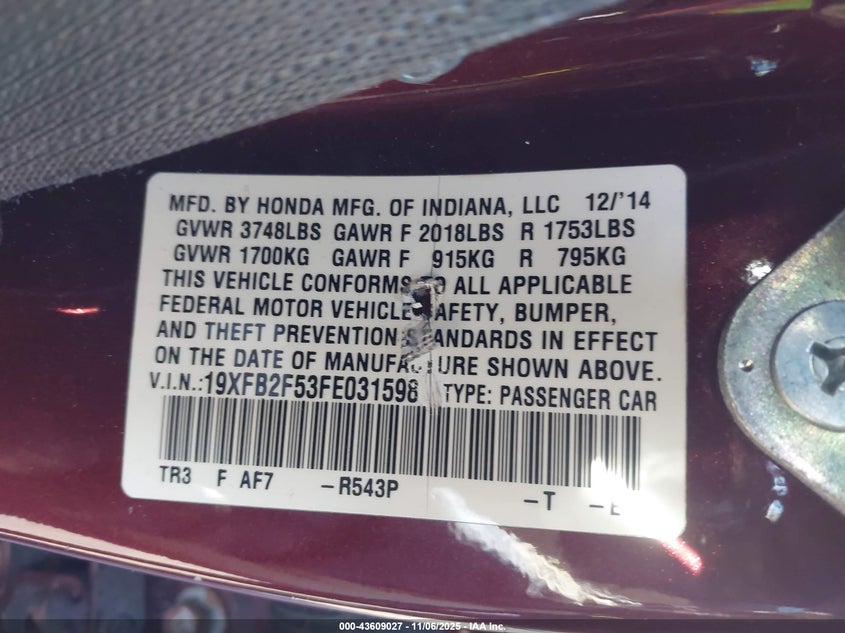 MFD. BY HONDA MFG. OF INDIANA, LLC 12/'14
GVWR 3748LBS GAWR F 2018LBS R 1753LBS
GVWR 1700KG GAWR F 915KG R 795KG
THIS VEHICLE CONFORMS TO ALL APPLICABLE
FEDERAL MOTOR VEHICLE SAFETY, BUMPER,
AND THEFT PREVENTION STANDARDS IN EFFECT
ON THE DATE OF MANUFACTURE SHOWN ABOVE.
V.I.N.:19XFB2F53FE031598 TYPE: PASSENGER CAR
TR3 F AF7 -R543P -T -E
000-43609027 - 11/06/2025 - IAA Inc.